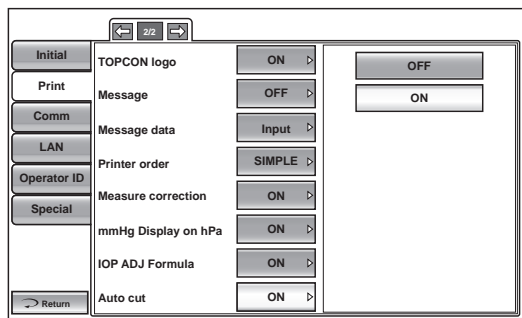 2/2
Initial
Print
Comm
LAN
Operator ID
Special
Return
TOPCON logo ON
Message OFF
Message data Input
Printer order SIMPLE
Measure correction ON
mmHg Display on hPa ON
IOP ADJ Formula ON
Auto cut ON
OFF
ON